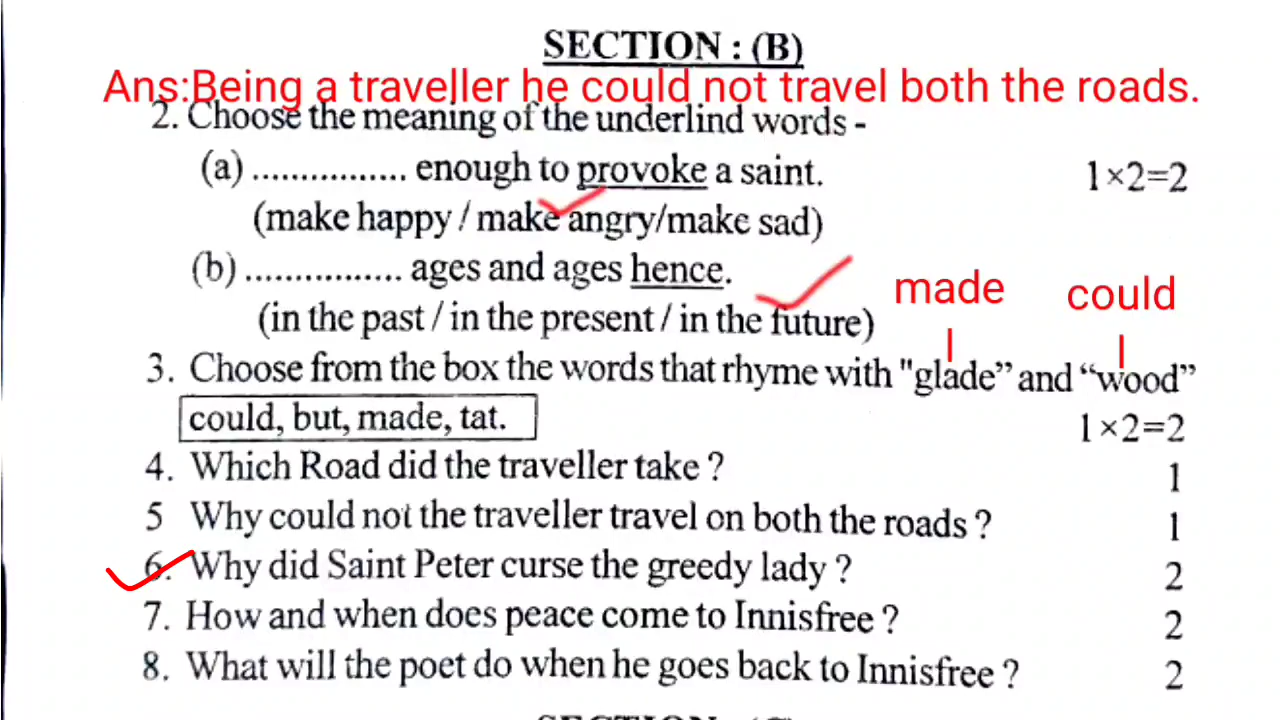 SECTION : (B)
Ans:Being a traveller he could not travel both the roads.
2. Choose the meaning of the underlind words -
(a) ................ enough to provoke a saint.
1×2=2
(make happy / make angry/make sad)
(b) ................ ages and ages hence.
made could
(in the past / in the present / in the future)
3. Choose from the box the words that rhyme with "glade” and “wood”
could, but, made, tat.
1×2=2
4. Which Road did the traveller take ? 1
5 Why could not the traveller travel on both the roads ? 1
6. Why did Saint Peter curse the greedy lady ? 2
7. How and when does peace come to Innisfree ? 2
8. What will the poet do when he goes back to Innisfree ? 2